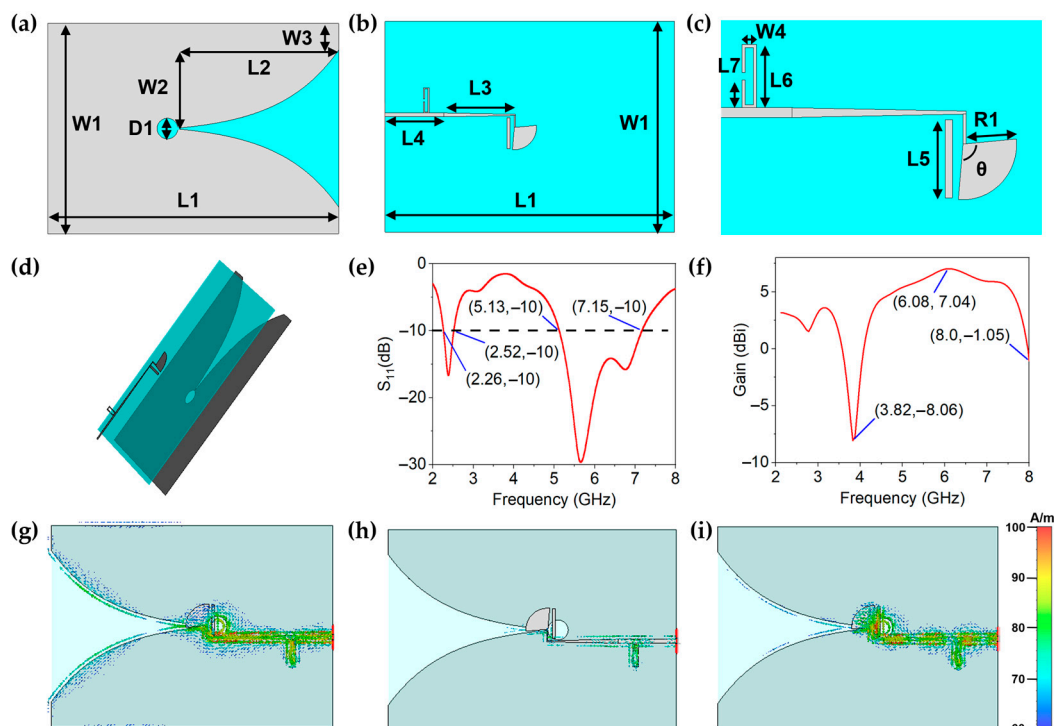 (a)
W3
L2
W2
W1
D1
L1
(b)
L3
L4
W1
L1
(c)
W4
L7
L6
R1
L5
θ
(d)
(e)
0
−10
−20
−30
S11(dB)
(5.13,−10)
(7.15,−10)
(2.52,−10)
(2.26,−10)
2 3 4 5 6 7 8
Frequency (GHz)
(f)
5
0
−5
−10
Gain (dBi)
(6.08, 7.04)
(8.0, −1.05)
(3.82,−8.06)
2 3 4 5 6 7 8
Frequency (GHz)
(g)
(h)
(i)
A/m
100
90
80
70